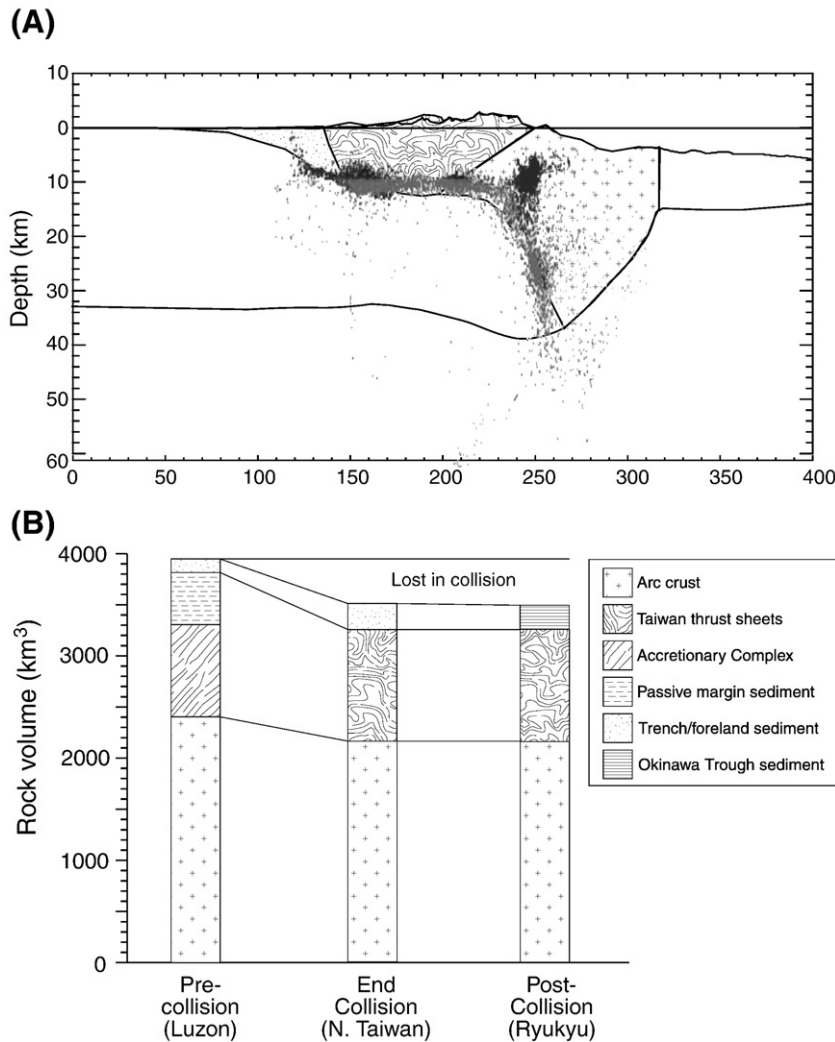 (A)
10
0
10
20
30
40
50
60
Depth (km)
0 50 100 150 200 250 300 350 400
(B)
4000
3000
2000
1000
0
Rock volume (km³)
Lost in collision
Arc crust
Taiwan thrust sheets
Accretionary Complex
Passive margin sediment
Trench/foreland sediment
Okinawa Trough sediment
Pre-
collision
(Luzon)
End
Collision
(N. Taiwan)
Post-
Collision
(Ryukyu)